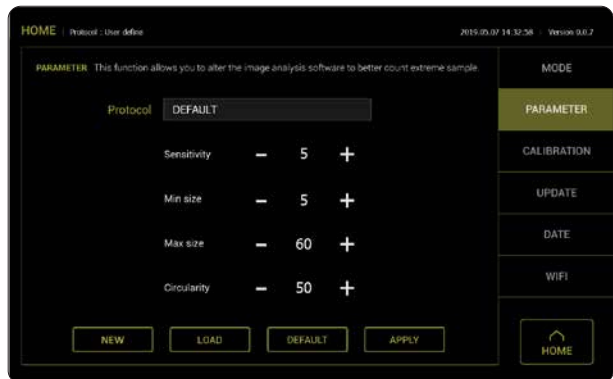 HOME | Protocol : User define
2019.05.07 14:32:58 Version 0.0.7
PARAMETER This function allows you to alter the image analysis software to better count extreme sample.
Protocol DEFAULT
Sensitivity – 5 +
Min size – 5 +
Max size – 60 +
Circularity – 50 +
NEW LOAD DEFAULT APPLY
MODE
PARAMETER
CALIBRATION
UPDATE
DATE
WIFI
HOME